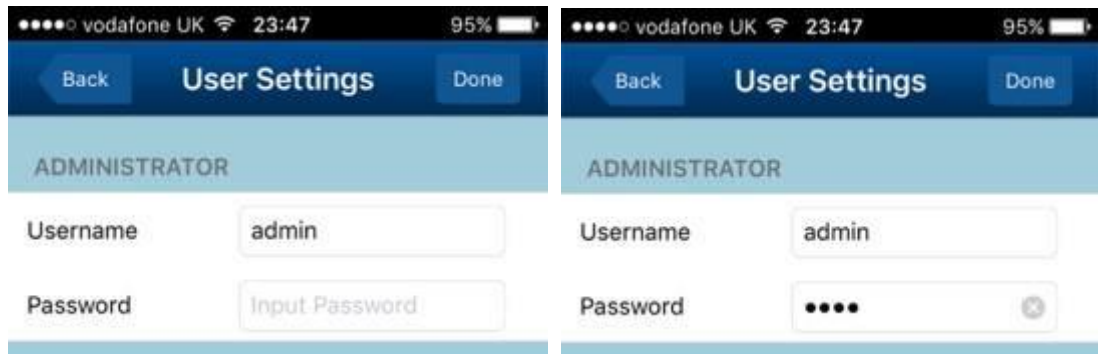 vodafone UK 23:47 95%
Back User Settings Done
ADMINISTRATOR
Username admin
Password Input Password
vodafone UK 23:47 95%
Back User Settings Done
ADMINISTRATOR
Username admin
Password ••••